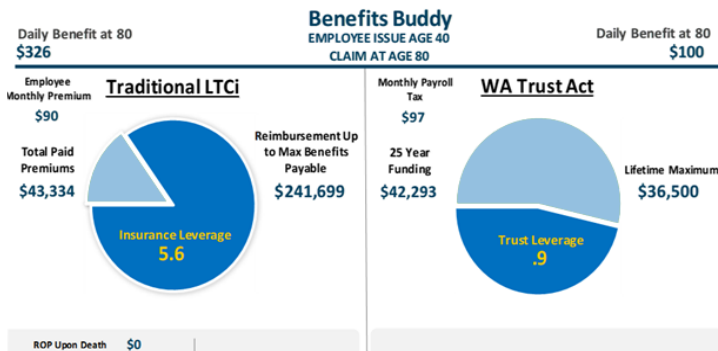 Benefits Buddy
EMPLOYEE ISSUE AGE 40
CLAIM AT AGE 80
Daily Benefit at 80
$326
Daily Benefit at 80
$100
Traditional LTCi
Employee
Monthly Premium
$90
Total Paid
Premiums
$43,334
Reimbursement Up
to Max Benefits
Payable
$241,699
Insurance Leverage
5.6
ROP Upon Death $0
WA Trust Act
Monthly Payroll
Tax
$97
25 Year
Funding
$42,293
Lifetime Maximum
$36,500
Trust Leverage
.9